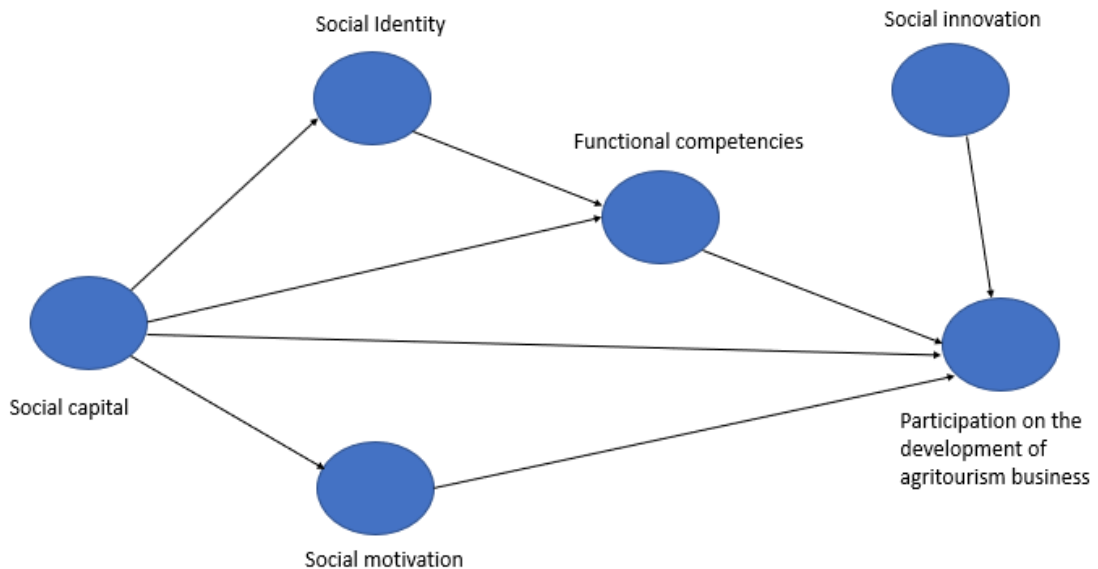 Social Identity
Social innovation
Functional competencies
Social capital
Participation on the
development of
agritourism business
Social motivation